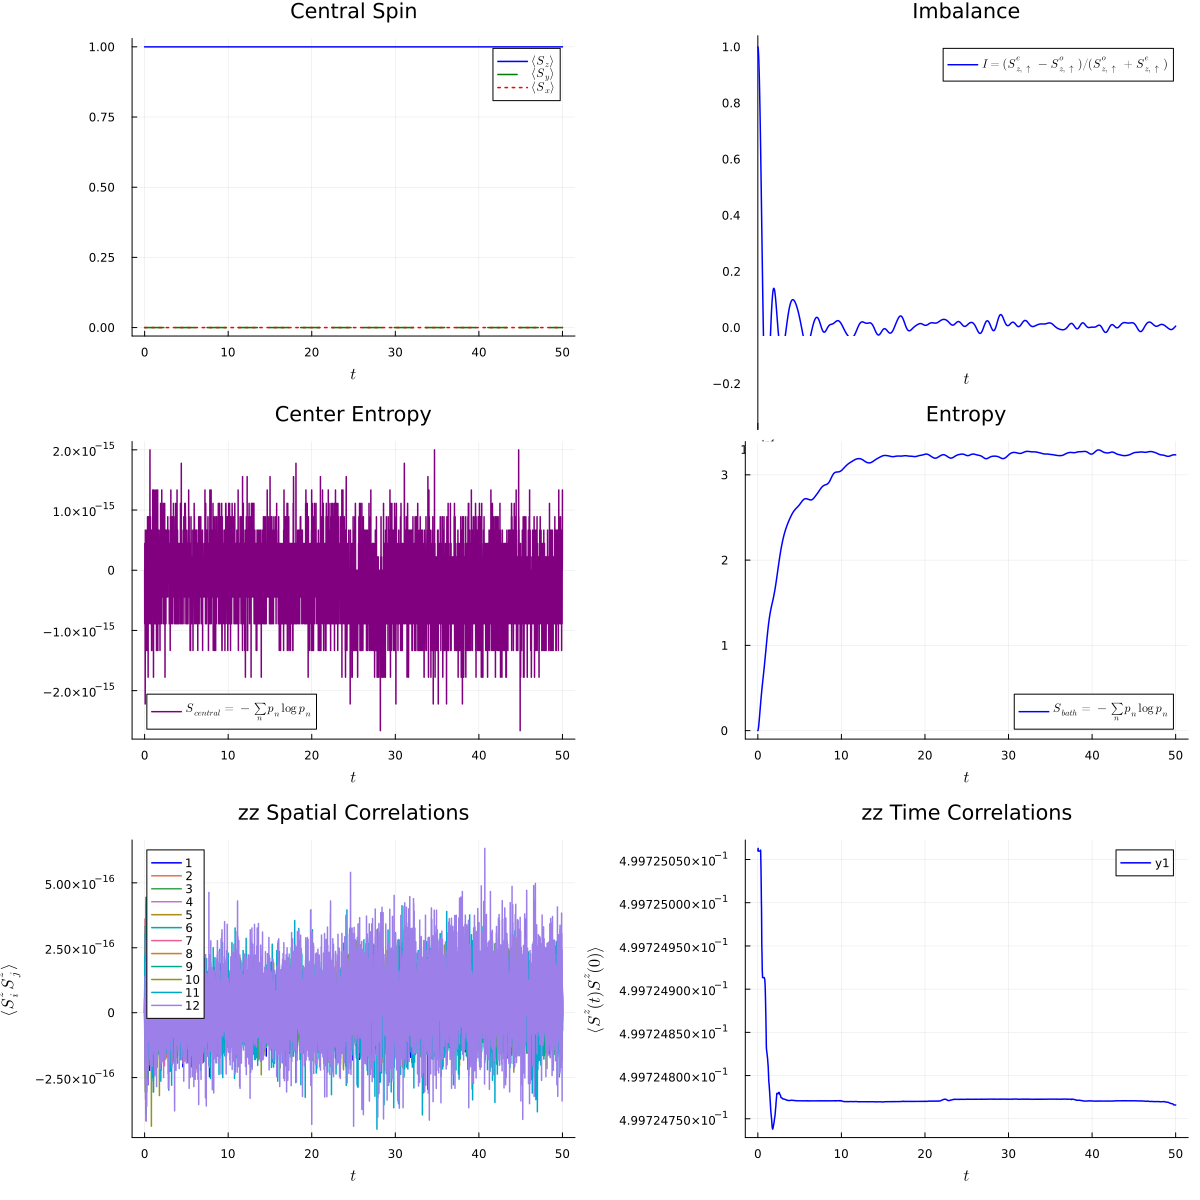 Central Spin
1.00
0.75
0.50
0.25
0.00
0 10 20 30 40 50
t
⟨S_z⟩
⟨S_y⟩
⟨S_x⟩
Imbalance
1.0
0.8
0.6
0.4
0.2
0.0
−0.2
t
I = (S^e_{z,↑} − S^o_{z,↑})/(S^o_{z,↑} + S^e_{z,↑})
Center Entropy
2.0×10^−15
1.0×10^−15
0
−1.0×10^−15
−2.0×10^−15
S_central = − ∑_n p_n log p_n
0 10 20 30 40 50
t
Entropy
3
2
1
0
S_bath = − ∑_n p_n log p_n
0 10 20 30 40 50
t
zz Spatial Correlations
⟨S^z_i S^z_j⟩
5.00×10^−16
2.50×10^−16
0
−2.50×10^−16
1
2
3
4
5
6
7
8
9
10
11
12
0 10 20 30 40 50
t
zz Time Correlations
⟨S^z(t)S^z(0)⟩
4.99725050×10^−1
4.99725000×10^−1
4.99724950×10^−1
4.99724900×10^−1
4.99724850×10^−1
4.99724800×10^−1
4.99724750×10^−1
y1
0 10 20 30 40 50
t